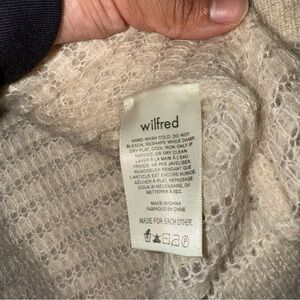 wilfred
HAND WASH COLD. DO NOT
BLEACH. RESHAPE WHILE DAMP.
DRY FLAT. COOL IRON ONLY IF
NEEDED, OR DRY CLEAN.
LAVER À LA MAIN À L'EAU
FROIDE. NE PAS JAVELISER.
REMODELER PENDANT QUE
L'ARTICLE EST ENCORE HUMIDE.
SÉCHER À PLAT. REPASSAGE
DOUX SI NÉCESSAIRE, OU
NETTOYER À SEC.
MADE IN CHINA
FABRIQUÉ EN CHINE
MADE FOR EACH OTHER.